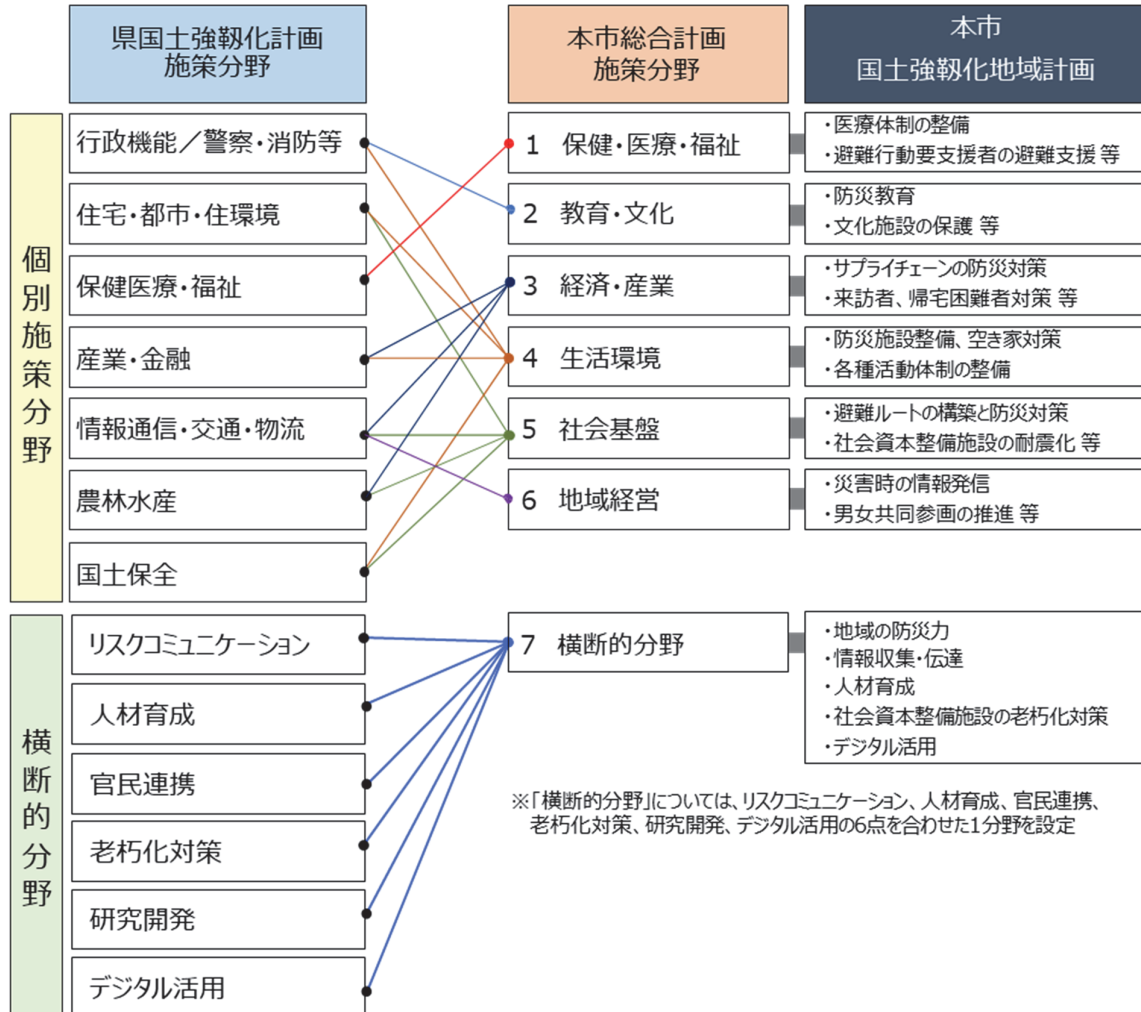 県国土強靱化計画
施策分野
本市総合計画
施策分野
本市
国土強靱化地域計画
個別施策分野
行政機能／警察・消防等
住宅・都市・住環境
保健医療・福祉
産業・金融
情報通信・交通・物流
農林水産
国土保全
1 保健・医療・福祉
2 教育・文化
3 経済・産業
4 生活環境
5 社会基盤
6 地域経営
・医療体制の整備
・避難行動要支援者の避難支援 等
・防災教育
・文化施設の保護 等
・サプライチェーンの防災対策
・来訪者、帰宅困難者対策 等
・防災施設整備、空き家対策
・各種活動体制の整備
・避難ルートの構築と防災対策
・社会資本整備施設の耐震化 等
・災害時の情報発信
・男女共同参画の推進 等
横断的分野
リスクコミュニケーション
人材育成
官民連携
老朽化対策
研究開発
デジタル活用
7 横断的分野
・地域の防災力
・情報収集・伝達
・人材育成
・社会資本整備施設の老朽化対策
・デジタル活用
※「横断的分野」については、リスクコミュニケーション、人材育成、官民連携、
老朽化対策、研究開発、デジタル活用の6点を合わせた1分野を設定